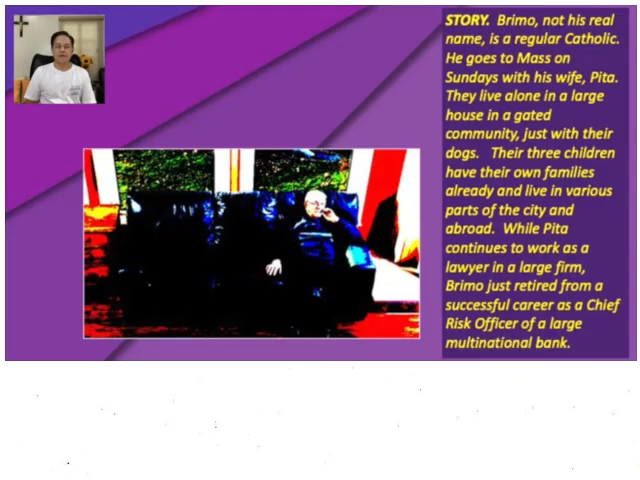 STORY. Brimo, not his real
name, is a regular Catholic.
He goes to Mass on
Sundays with his wife, Pita.
They live alone in a large
house in a gated
community, just with their
dogs. Their three children
have their own families
already and live in various
parts of the city and
abroad. While Pita
continues to work as a
lawyer in a large firm,
Brimo just retired from a
successful career as a Chief
Risk Officer of a large
multinational bank.